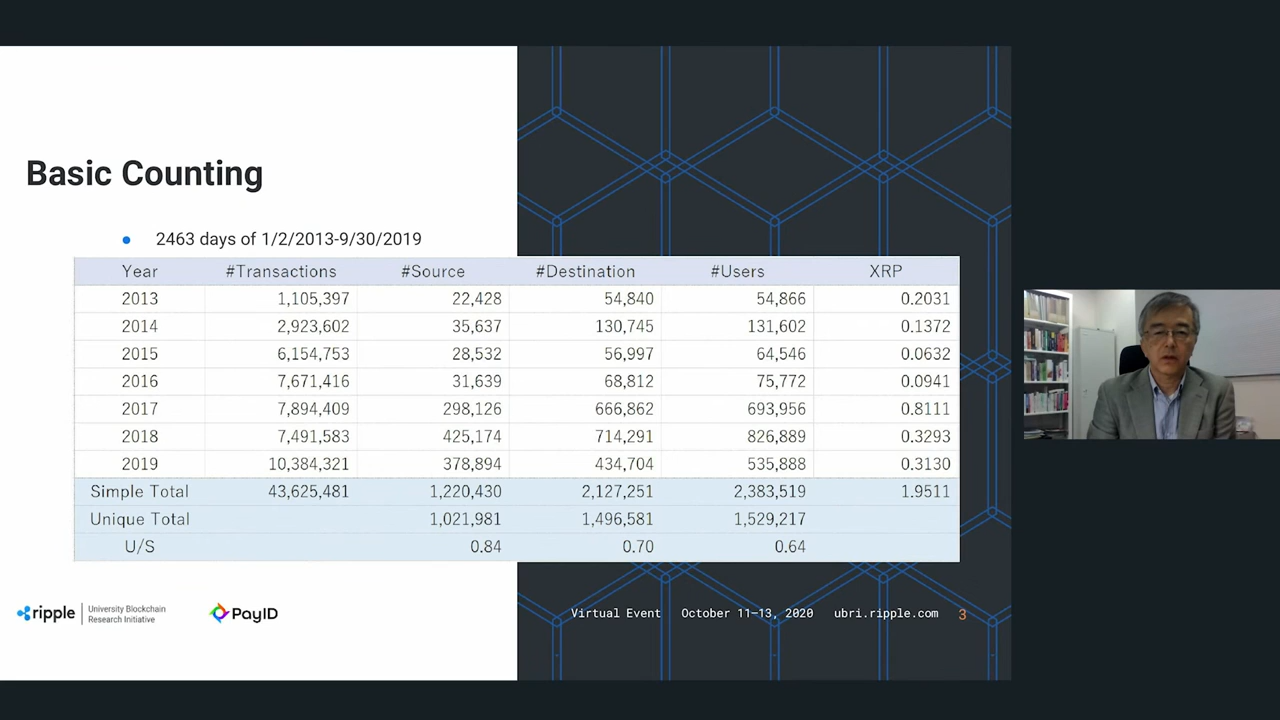 Basic Counting
● 2463 days of 1/2/2013-9/30/2019
Year #Transactions #Source #Destination #Users XRP
2013 1,105,397 22,428 54,840 54,866 0.2031
2014 2,923,602 35,637 130,745 131,602 0.1372
2015 6,154,753 28,532 56,997 64,546 0.0632
2016 7,671,416 31,639 68,812 75,772 0.0941
2017 7,894,409 298,126 666,862 693,956 0.8111
2018 7,491,583 425,174 714,291 826,889 0.3293
2019 10,384,321 378,894 434,704 535,888 0.3130
Simple Total 43,625,481 1,220,430 2,127,251 2,383,519 1.9511
Unique Total 1,021,981 1,496,581 1,529,217
U/S 0.84 0.70 0.64
ripple
University Blockchain
Research Initiative
PayID
Virtual Event October 11–13, 2020 ubri.ripple.com 3